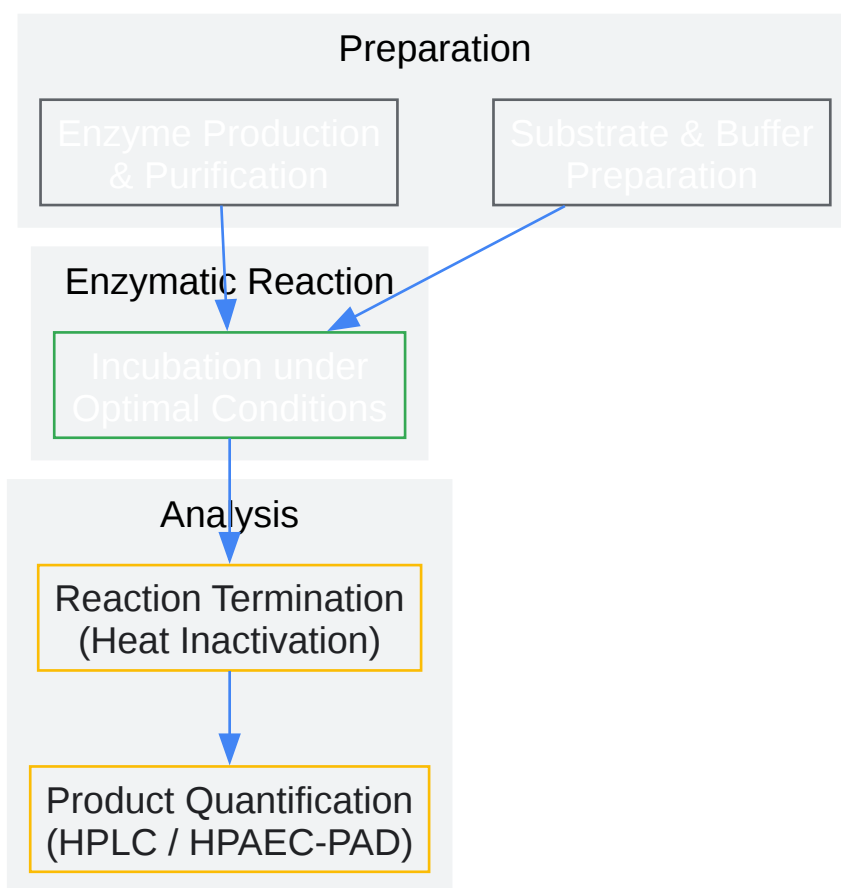 Preparation
Enzyme Production
& Purification
Substrate & Buffer
Preparation
Enzymatic Reaction
Incubation under
Optimal Conditions
Analysis
Reaction Termination
(Heat Inactivation)
Product Quantification
(HPLC / HPAEC-PAD)